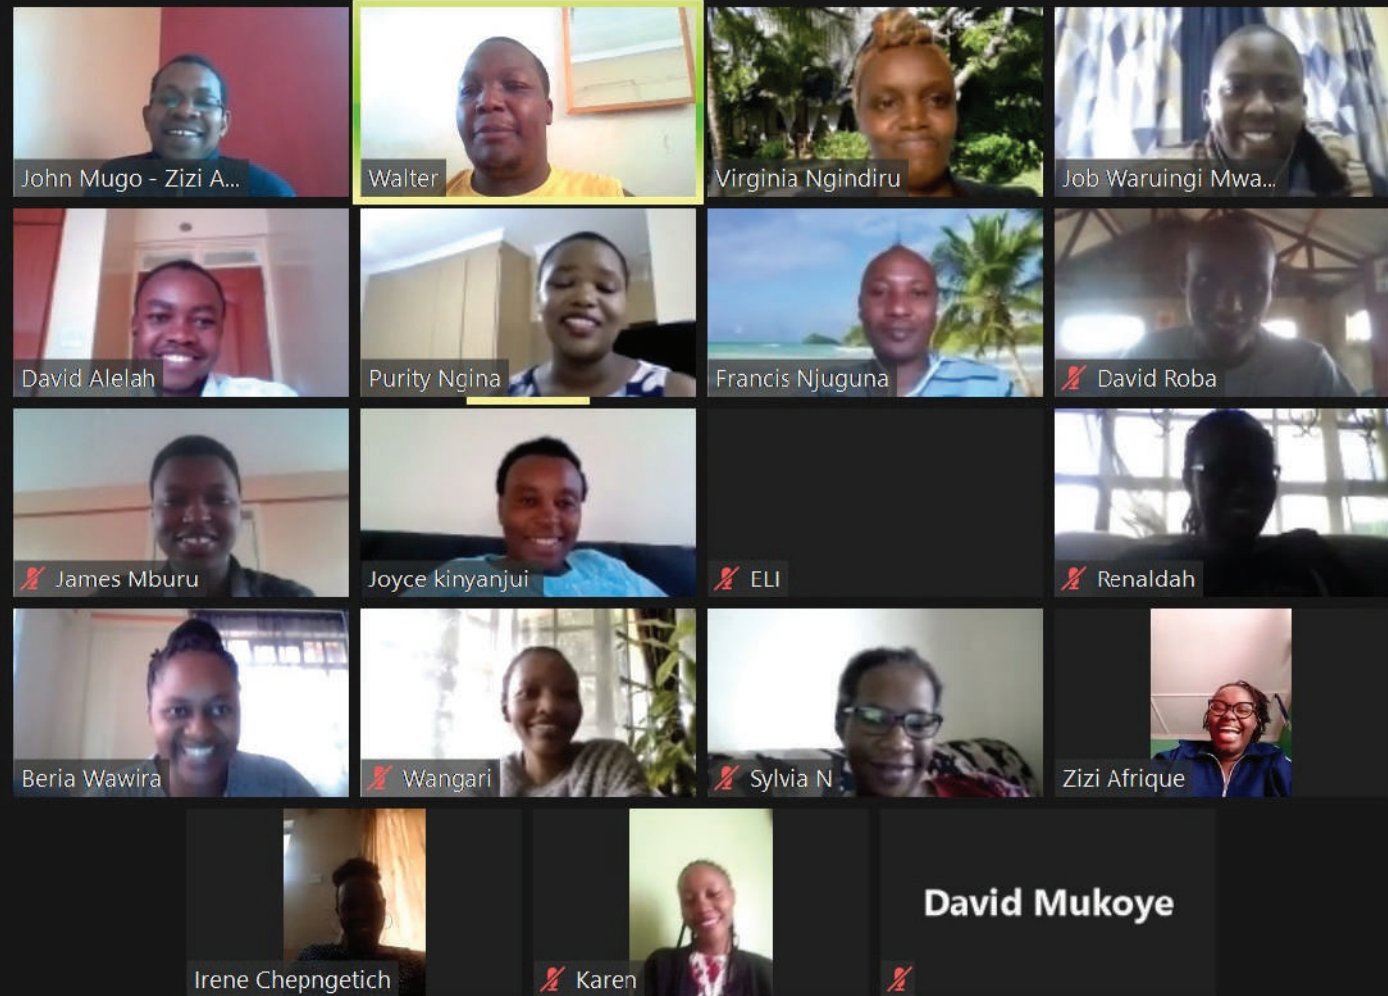 John Mugo - Zizi A...
Walter
Virginia Ngindiru
Job Waruingi Mwa...
David Alelah
Purity Ngina
Francis Njuguna
David Roba
James Mburu
Joyce kinyanjui
ELI
Renaldah
Beria Wawira
Wangari
Sylvia N
Zizi Afrique
Irene Chepngetich
Karen
David Mukoye